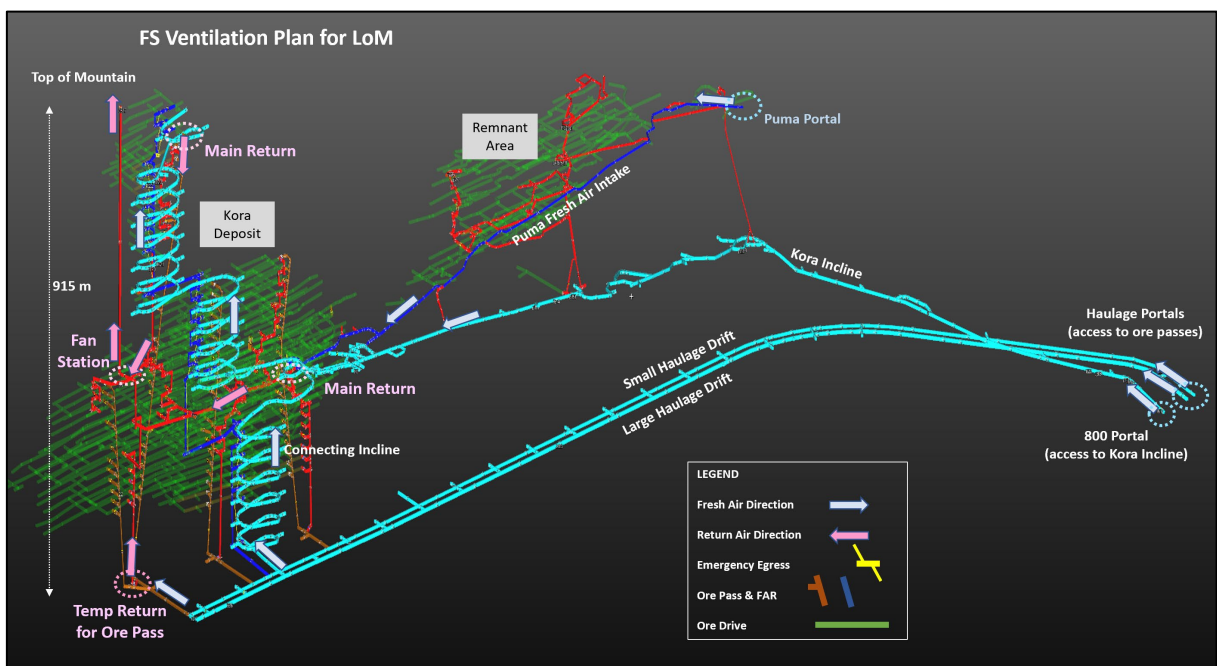 FS Ventilation Plan for LoM
Top of Mountain
Main Return
Kora
Deposit
Remnant
Area
Puma Fresh Air Intake
Puma Portal
Kora Incline
915 m
Fan
Station
Main Return
Haulage Portals
(access to ore passes)
Small Haulage Drift
Large Haulage Drift
800 Portal
(access to Kora Incline)
Connecting Incline
Temp Return
for Ore Pass
LEGEND
Fresh Air Direction
Return Air Direction
Emergency Egress
Ore Pass & FAR
Ore Drive